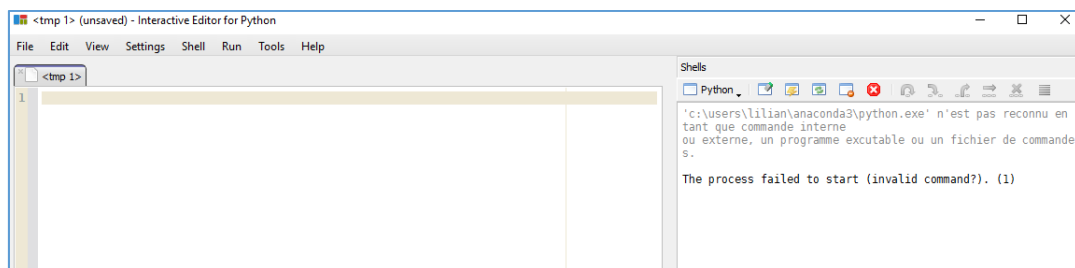 <tmp 1> (unsaved) - Interactive Editor for Python
File Edit View Settings Shell Run Tools Help
<tmp 1>
1
Shells
Python
'c:\users\lilian\anaconda3\python.exe' n'est pas reconnu en
tant que commande interne
ou externe, un programme excutable ou un fichier de commande
s.
The process failed to start (invalid command?). (1)